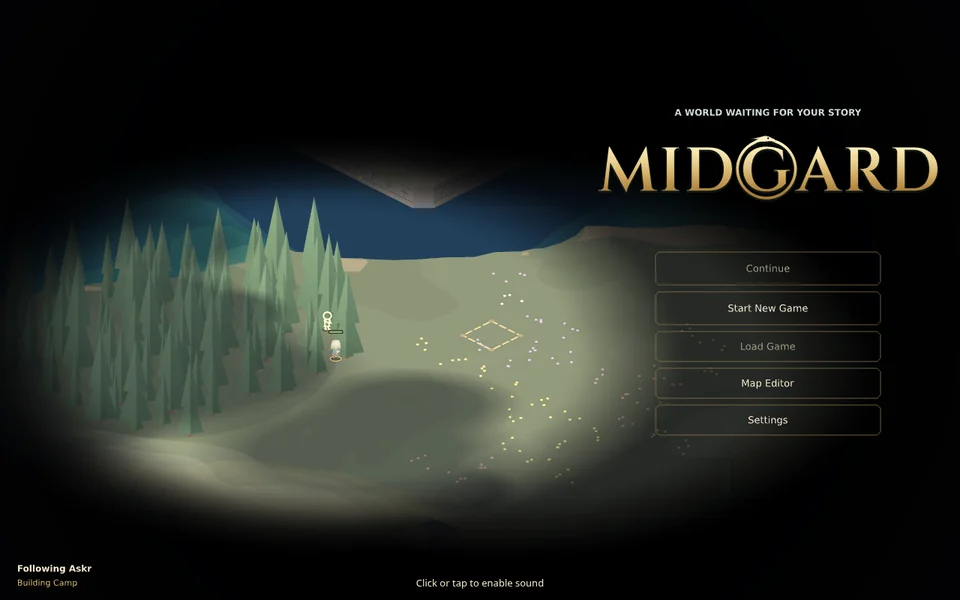 A WORLD WAITING FOR YOUR STORY
MIDGARD
Continue
Start New Game
Load Game
Map Editor
Settings
Following Askr
Building Camp
Click or tap to enable sound